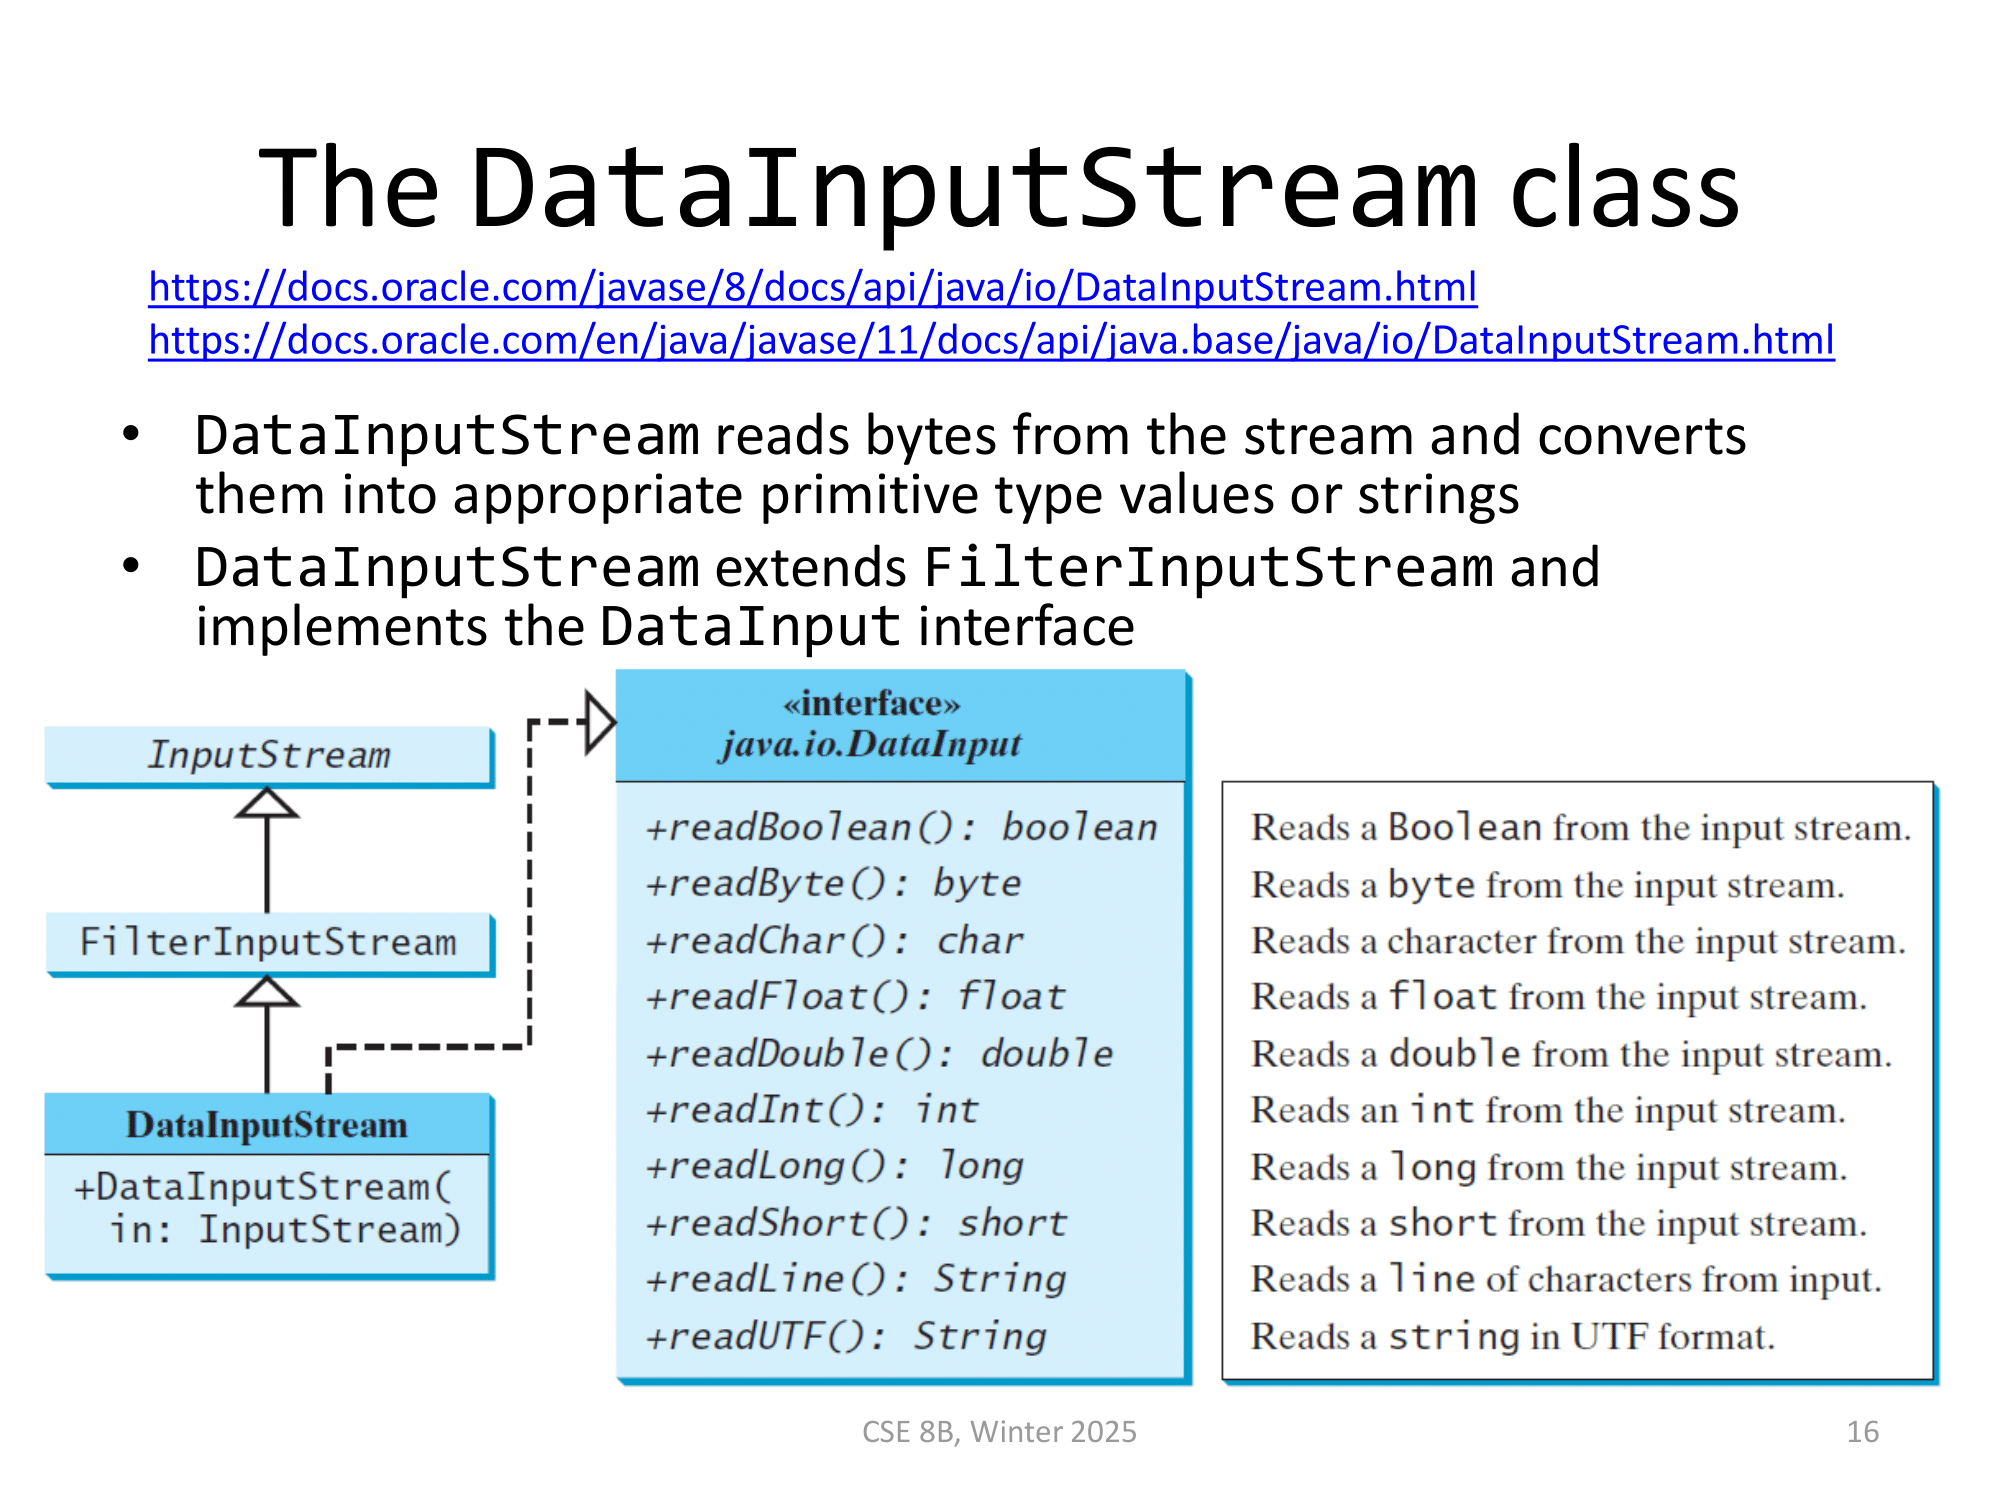 The DataInputStream class
https://docs.oracle.com/javase/8/docs/api/java/io/DataInputStream.html
https://docs.oracle.com/en/java/javase/11/docs/api/java.base/java/io/DataInputStream.html
• DataInputStream reads bytes from the stream and converts
them into appropriate primitive type values or strings
• DataInputStream extends FilterInputStream and
implements the DataInput interface
InputStream
FilterInputStream
DataInputStream
+DataInputStream(
in: InputStream)
«interface»
java.io.DataInput
+readBoolean(): boolean
+readByte(): byte
+readChar(): char
+readFloat(): float
+readDouble(): double
+readInt(): int
+readLong(): long
+readShort(): short
+readLine(): String
+readUTF(): String
Reads a Boolean from the input stream.
Reads a byte from the input stream.
Reads a character from the input stream.
Reads a float from the input stream.
Reads a double from the input stream.
Reads an int from the input stream.
Reads a long from the input stream.
Reads a short from the input stream.
Reads a line of characters from input.
Reads a string in UTF format.
CSE 8B, Winter 2025
16